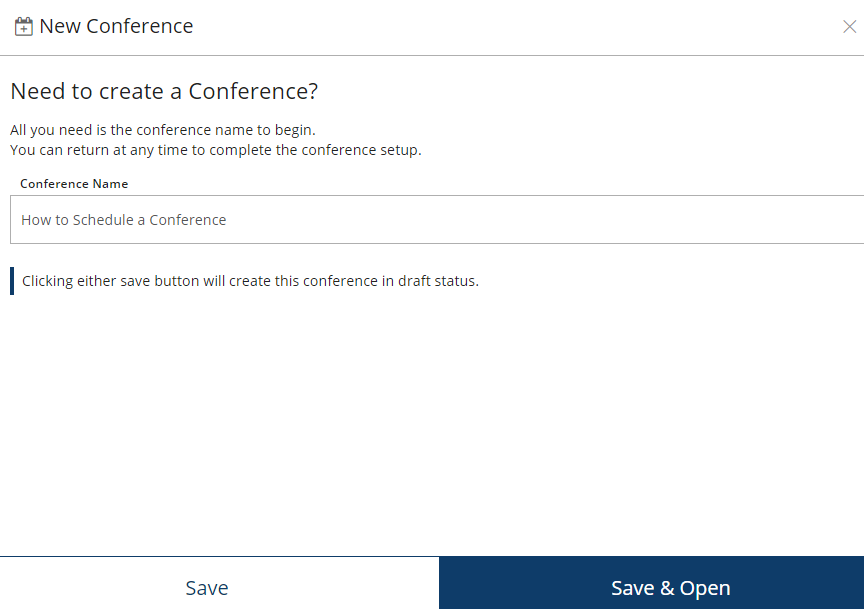 New Conference
Need to create a Conference?
All you need is the conference name to begin.
You can return at any time to complete the conference setup.
Conference Name
How to Schedule a Conference
Clicking either save button will create this conference in draft status.
Save
Save & Open